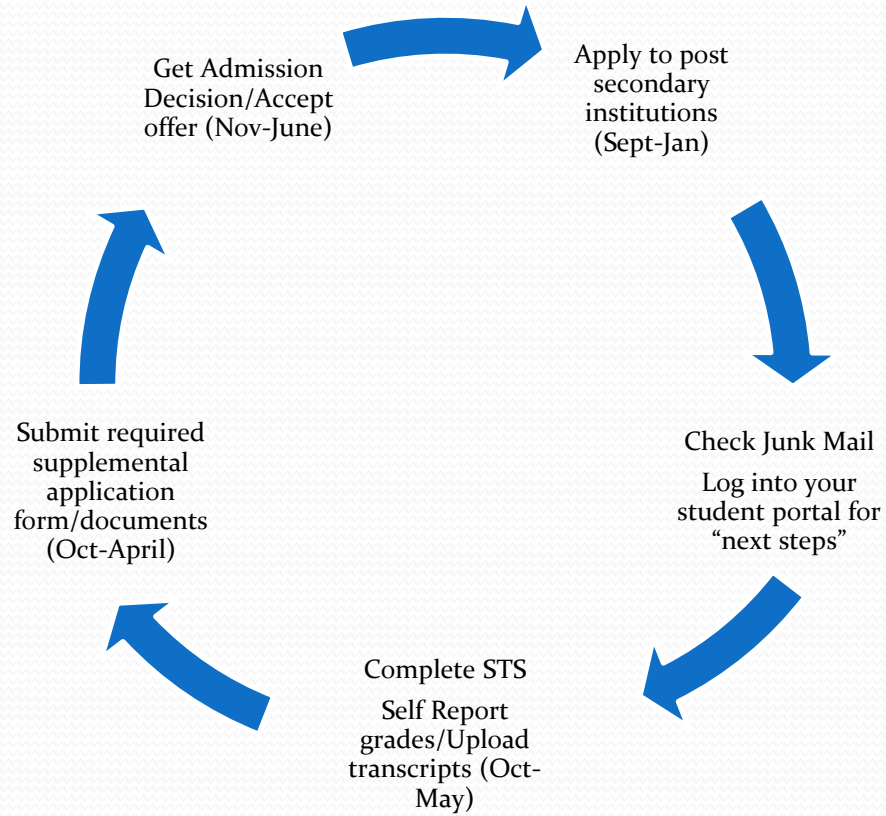 Get Admission
Decision/Accept
offer (Nov-June)
Apply to post
secondary
institutions
(Sept-Jan)
Check Junk Mail
Log into your
student portal for
“next steps”
Complete STS
Self Report
grades/Upload
transcripts (Oct-
May)
Submit required
supplemental
application
form/documents
(Oct-April)